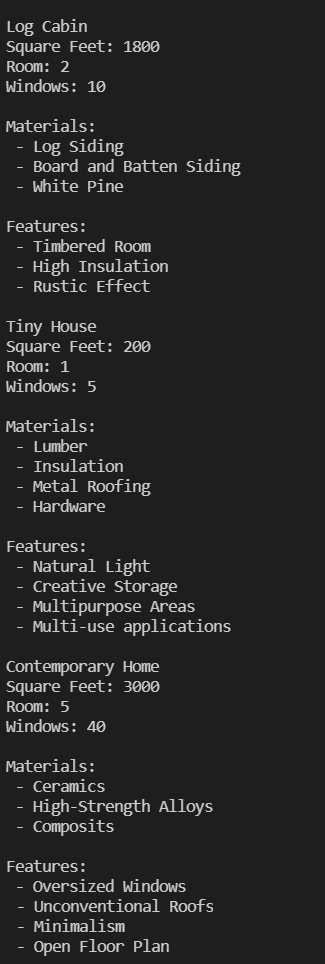 Log Cabin
Square Feet: 1800
Room: 2
Windows: 10
Materials:
- Log Siding
- Board and Batten Siding
- White Pine
Features:
- Timbered Room
- High Insulation
- Rustic Effect
Tiny House
Square Feet: 200
Room: 1
Windows: 5
Materials:
- Lumber
- Insulation
- Metal Roofing
- Hardware
Features:
- Natural Light
- Creative Storage
- Multipurpose Areas
- Multi-use applications
Contemporary Home
Square Feet: 3000
Room: 5
Windows: 40
Materials:
- Ceramics
- High-Strength Alloys
- Composits
Features:
- Oversized Windows
- Unconventional Roofs
- Minimalism
- Open Floor Plan